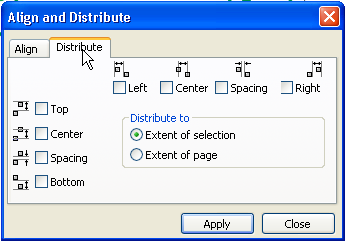 Align and Distribute
Align Distribute
Left Center Spacing Right
Top
Center
Spacing
Bottom
Distribute to
Extent of selection
Extent of page
Apply Close